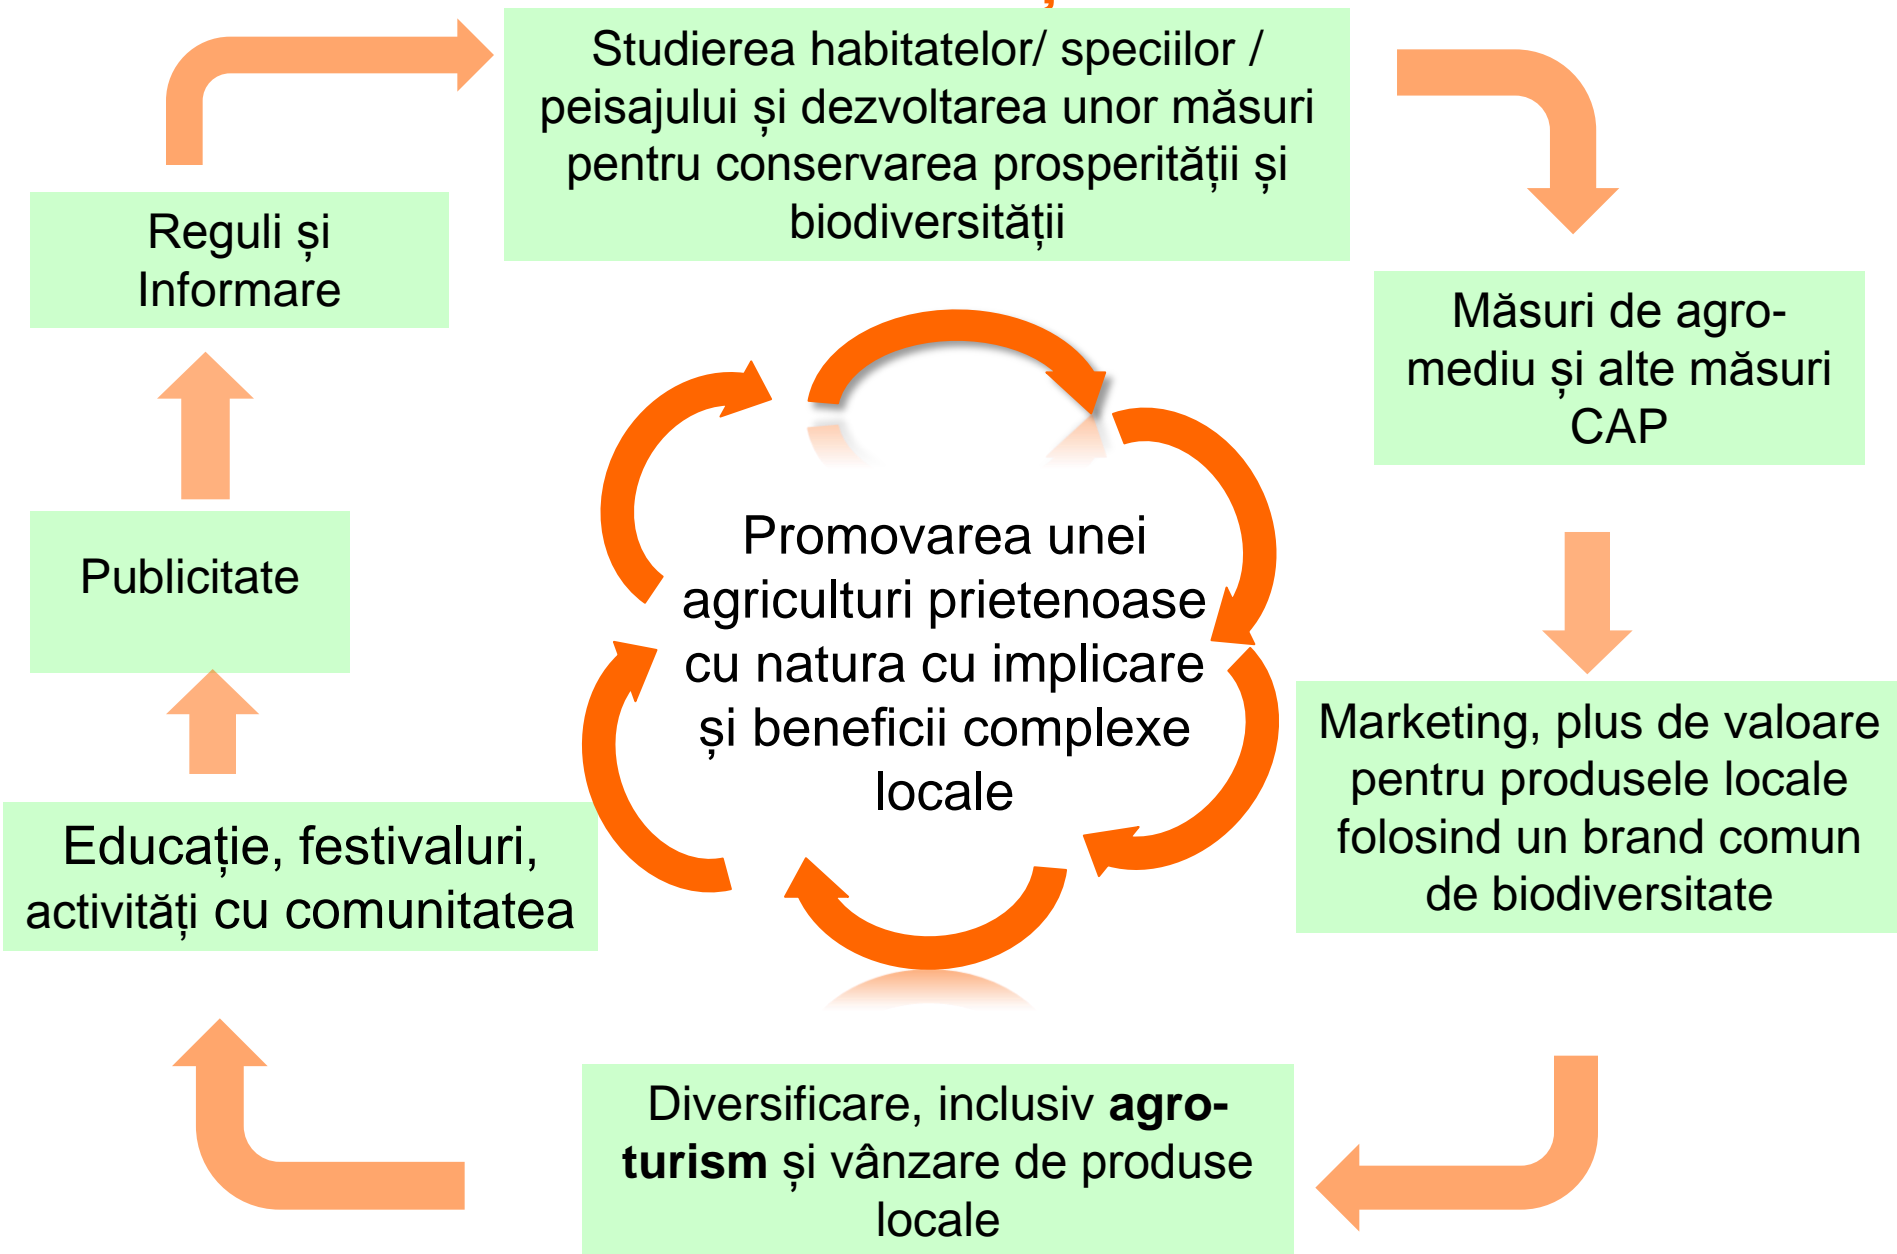 Studierea habitatelor/ speciilor /
peisajului și dezvoltarea unor măsuri
pentru conservarea prosperității și
biodiversității
Reguli și
Informare
Măsuri de agro-
mediu și alte măsuri
CAP
Promovarea unei
agriculturi prietenoase
cu natura cu implicare
și beneficii complexe
locale
Publicitate
Marketing, plus de valoare
pentru produsele locale
folosind un brand comun
de biodiversitate
Educație, festivaluri,
activități cu comunitatea
Diversificare, inclusiv agro-
turism și vânzare de produse
locale